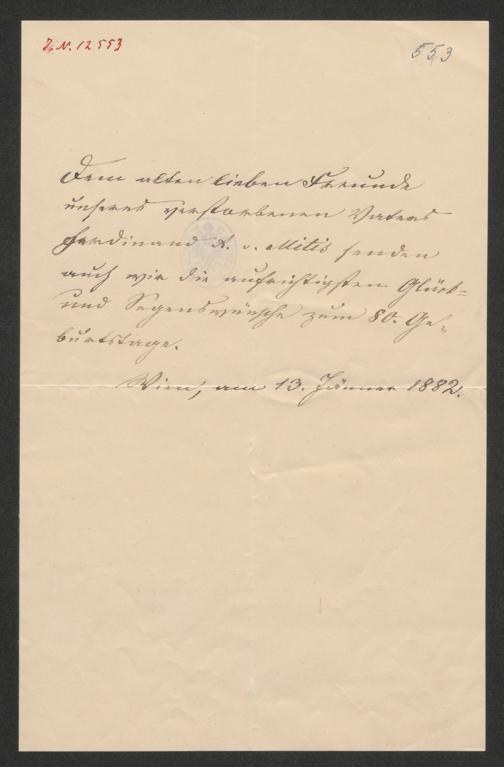 I. N. 12553
553
Dem alten lieben Freunde
unseres verstorbenen Vaters
Ferdinand A. v. Mitis senden
auch wir die aufrichtigsten Glück-
und Segenswünsche zum 80. Ge-
burtstage.
Wien, am 13. Jänner 1882.